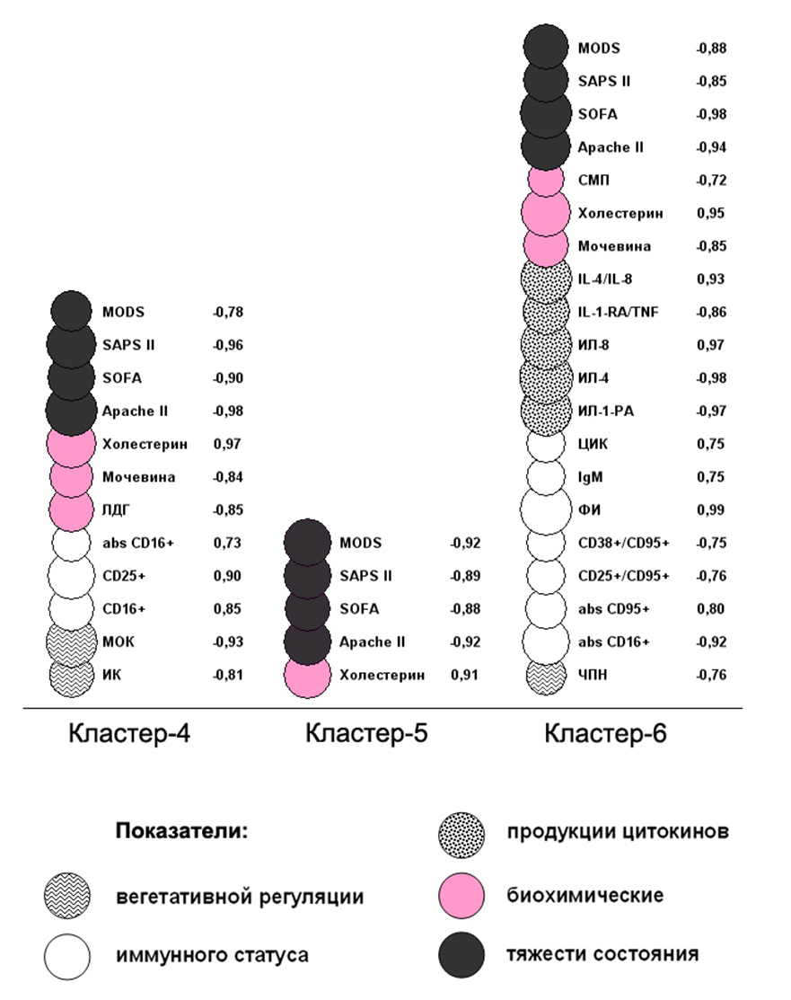 MODS -0,88
SAPS II -0,85
SOFA -0,98
Apache II -0,94
СМП -0,72
Холестерин 0,95
Мочевина -0,85
IL-4/IL-8 0,93
MODS -0,78 IL-1-RA/TNF -0,86
SAPS II -0,96 ИЛ-8 0,97
SOFA -0,90 ИЛ-4 -0,98
Apache II -0,98 ИЛ-1-РА -0,97
Холестерин 0,97 ЦИК 0,75
Мочевина -0,84 IgM 0,75
ЛДГ -0,85 ФИ 0,99
abs CD16+ 0,73 MODS -0,92 CD38+/CD95+ -0,75
CD25+ 0,90 SAPS II -0,89 CD25+/CD95+ -0,76
CD16+ 0,85 SOFA -0,88 abs CD95+ 0,80
МОК -0,93 Apache II -0,92 abs CD16+ -0,92
ИК -0,81 Холестерин 0,91 ЧПН -0,76
Кластер-4 Кластер-5 Кластер-6
Показатели: продукции цитокинов
вегетативной регуляции биохимические
иммунного статуса тяжести состояния